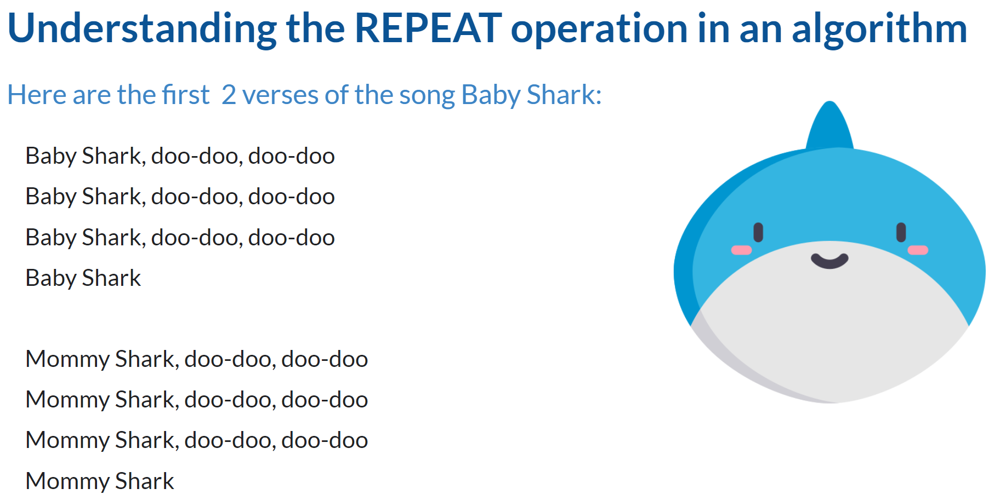 Understanding the REPEAT operation in an algorithm
Here are the first  2 verses of the song Baby Shark:
Baby Shark, doo-doo, doo-doo
Baby Shark, doo-doo, doo-doo
Baby Shark, doo-doo, doo-doo
Baby Shark
Mommy Shark, doo-doo, doo-doo
Mommy Shark, doo-doo, doo-doo
Mommy Shark, doo-doo, doo-doo
Mommy Shark